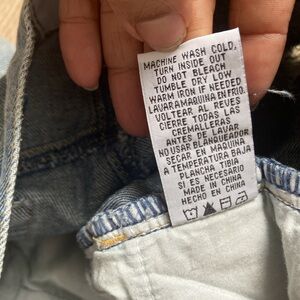 MACHINE WASH COLD,
TURN INSIDE OUT
DO NOT BLEACH
TUMBLE DRY LOW
WARM IRON IF NEEDED
LAVAR A MAQUINA EN FRIO.
VOLTEAR AL REVES
CIERRE TODAS LAS
CREMALLERAS
ANTES DE LAVAR
NO USAR BLANQUEADOR
SECAR EN MAQUINA
A TEMPERATURA BAJA
PLANCHA TIBIA
SI ES NECESARIO
MADE IN CHINA
HECHO EN CHINA